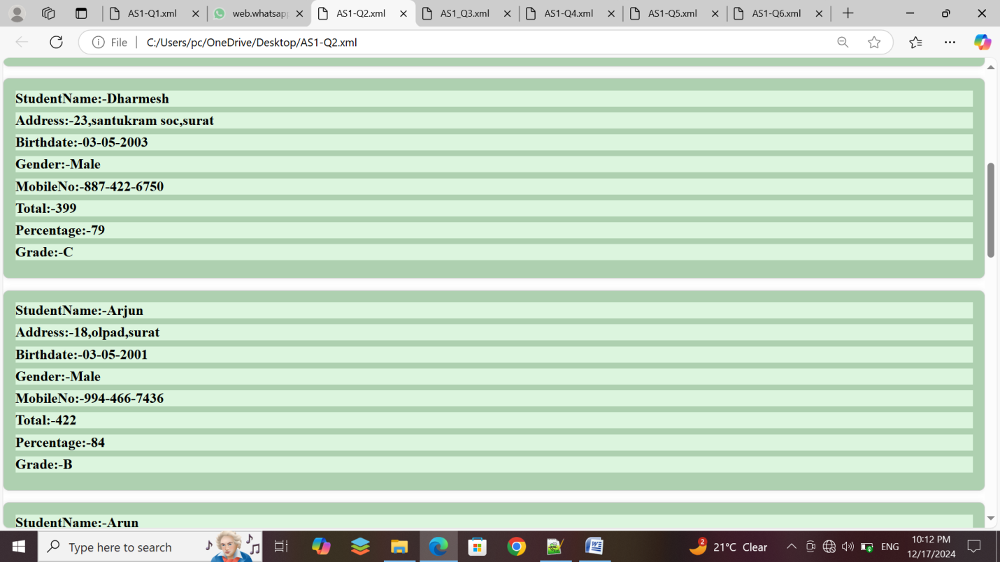 AS1-Q1.xml
web.whatsap
AS1-Q2.xml
AS1_Q3.xml
AS1-Q4.xml
AS1-Q5.xml
AS1-Q6.xml
File
C:/Users/pc/OneDrive/Desktop/AS1-Q2.xml
StudentName:-Dharmesh
Address:-23,santukram soc,surat
Birthdate:-03-05-2003
Gender:-Male
MobileNo:-887-422-6750
Total:-399
Percentage:-79
Grade:-C
StudentName:-Arjun
Address:-18,olpad,surat
Birthdate:-03-05-2001
Gender:-Male
MobileNo:-994-466-7436
Total:-422
Percentage:-84
Grade:-B
StudentName:-Arun
Type here to search
2
21°C Clear
ENG
10:12 PM
12/17/2024